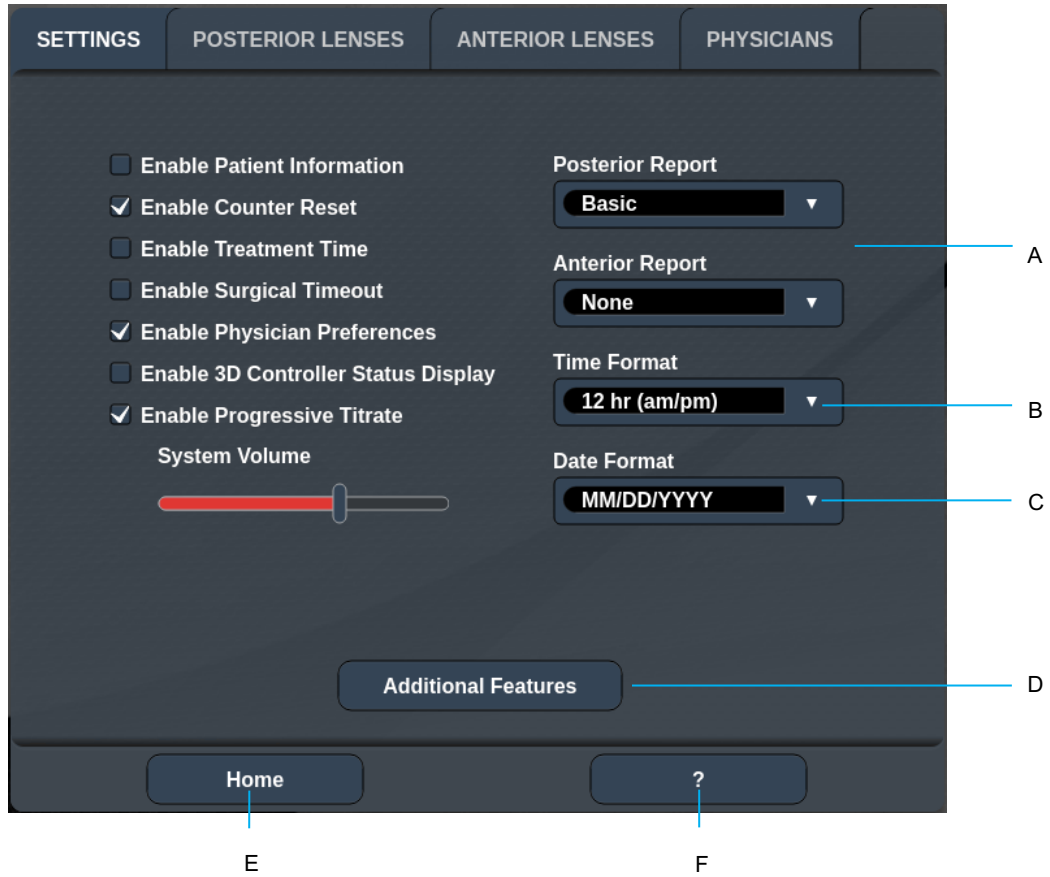 SETTINGS POSTERIOR LENSES ANTERIOR LENSES PHYSICIANS
Enable Patient Information
Enable Counter Reset
Enable Treatment Time
Enable Surgical Timeout
Enable Physician Preferences
Enable 3D Controller Status Display
Enable Progressive Titrate
System Volume
Posterior Report
Basic
A
Anterior Report
None
Time Format
12 hr (am/pm)
B
Date Format
MM/DD/YYYY
C
Additional Features
D
Home
?
E
F